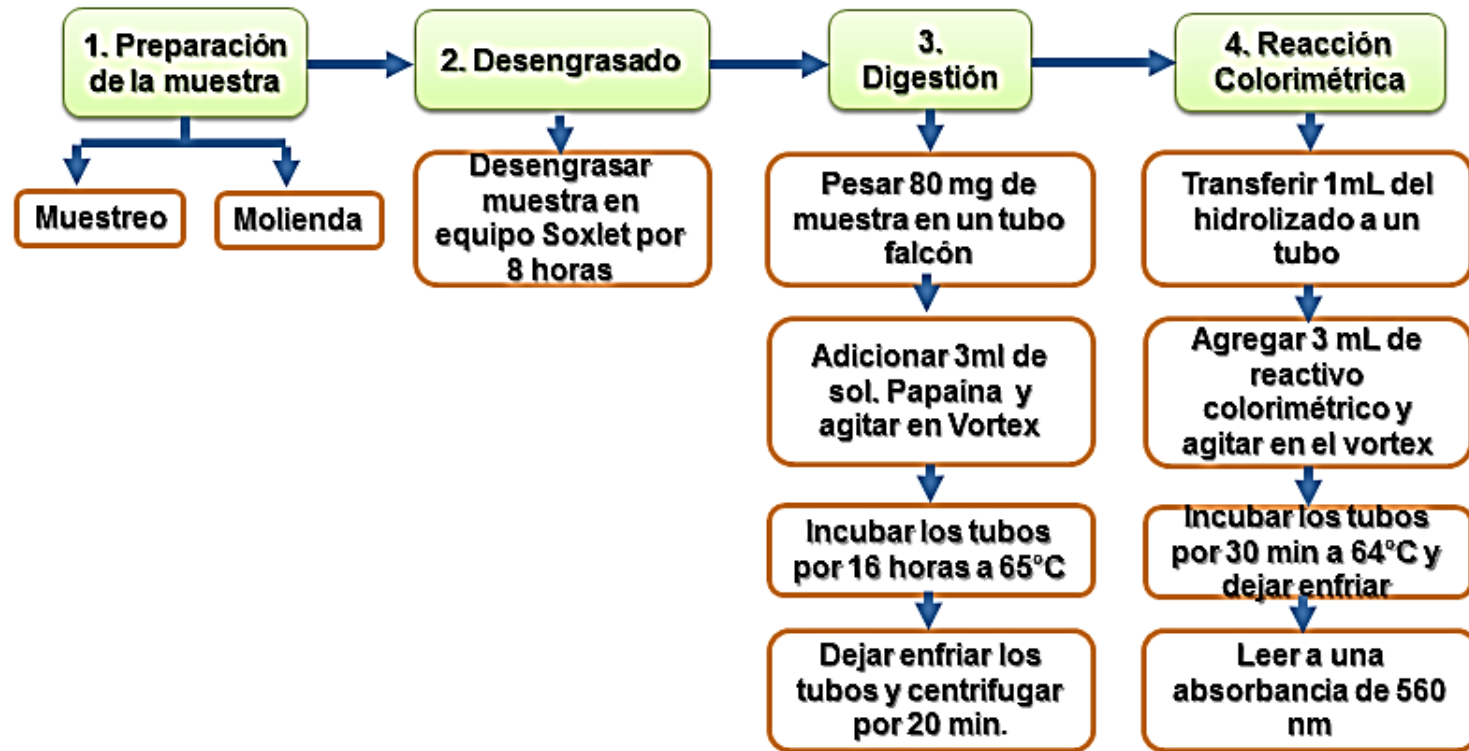 1. Preparación
de la muestra
2. Desengrasado
3.
Digestión
4. Reacción
Colorimétrica
Muestreo
Molienda
Desengrasar
muestra en
equipo Soxlet por
8 horas
Pesar 80 mg de
muestra en un tubo
falcón
Adicionar 3ml de
sol. Papaina y
agitar en Vortex
Incubar los tubos
por 16 horas a 65°C
Dejar enfriar los
tubos y centrifugar
por 20 min.
Transferir 1mL del
hidrolizado a un
tubo
Agregar 3 mL de
reactivo
colorimétrico y
agitar en el vortex
Incubar los tubos
por 30 min a 64°C y
dejar enfriar
Leer a una
absorbancia de 560
nm